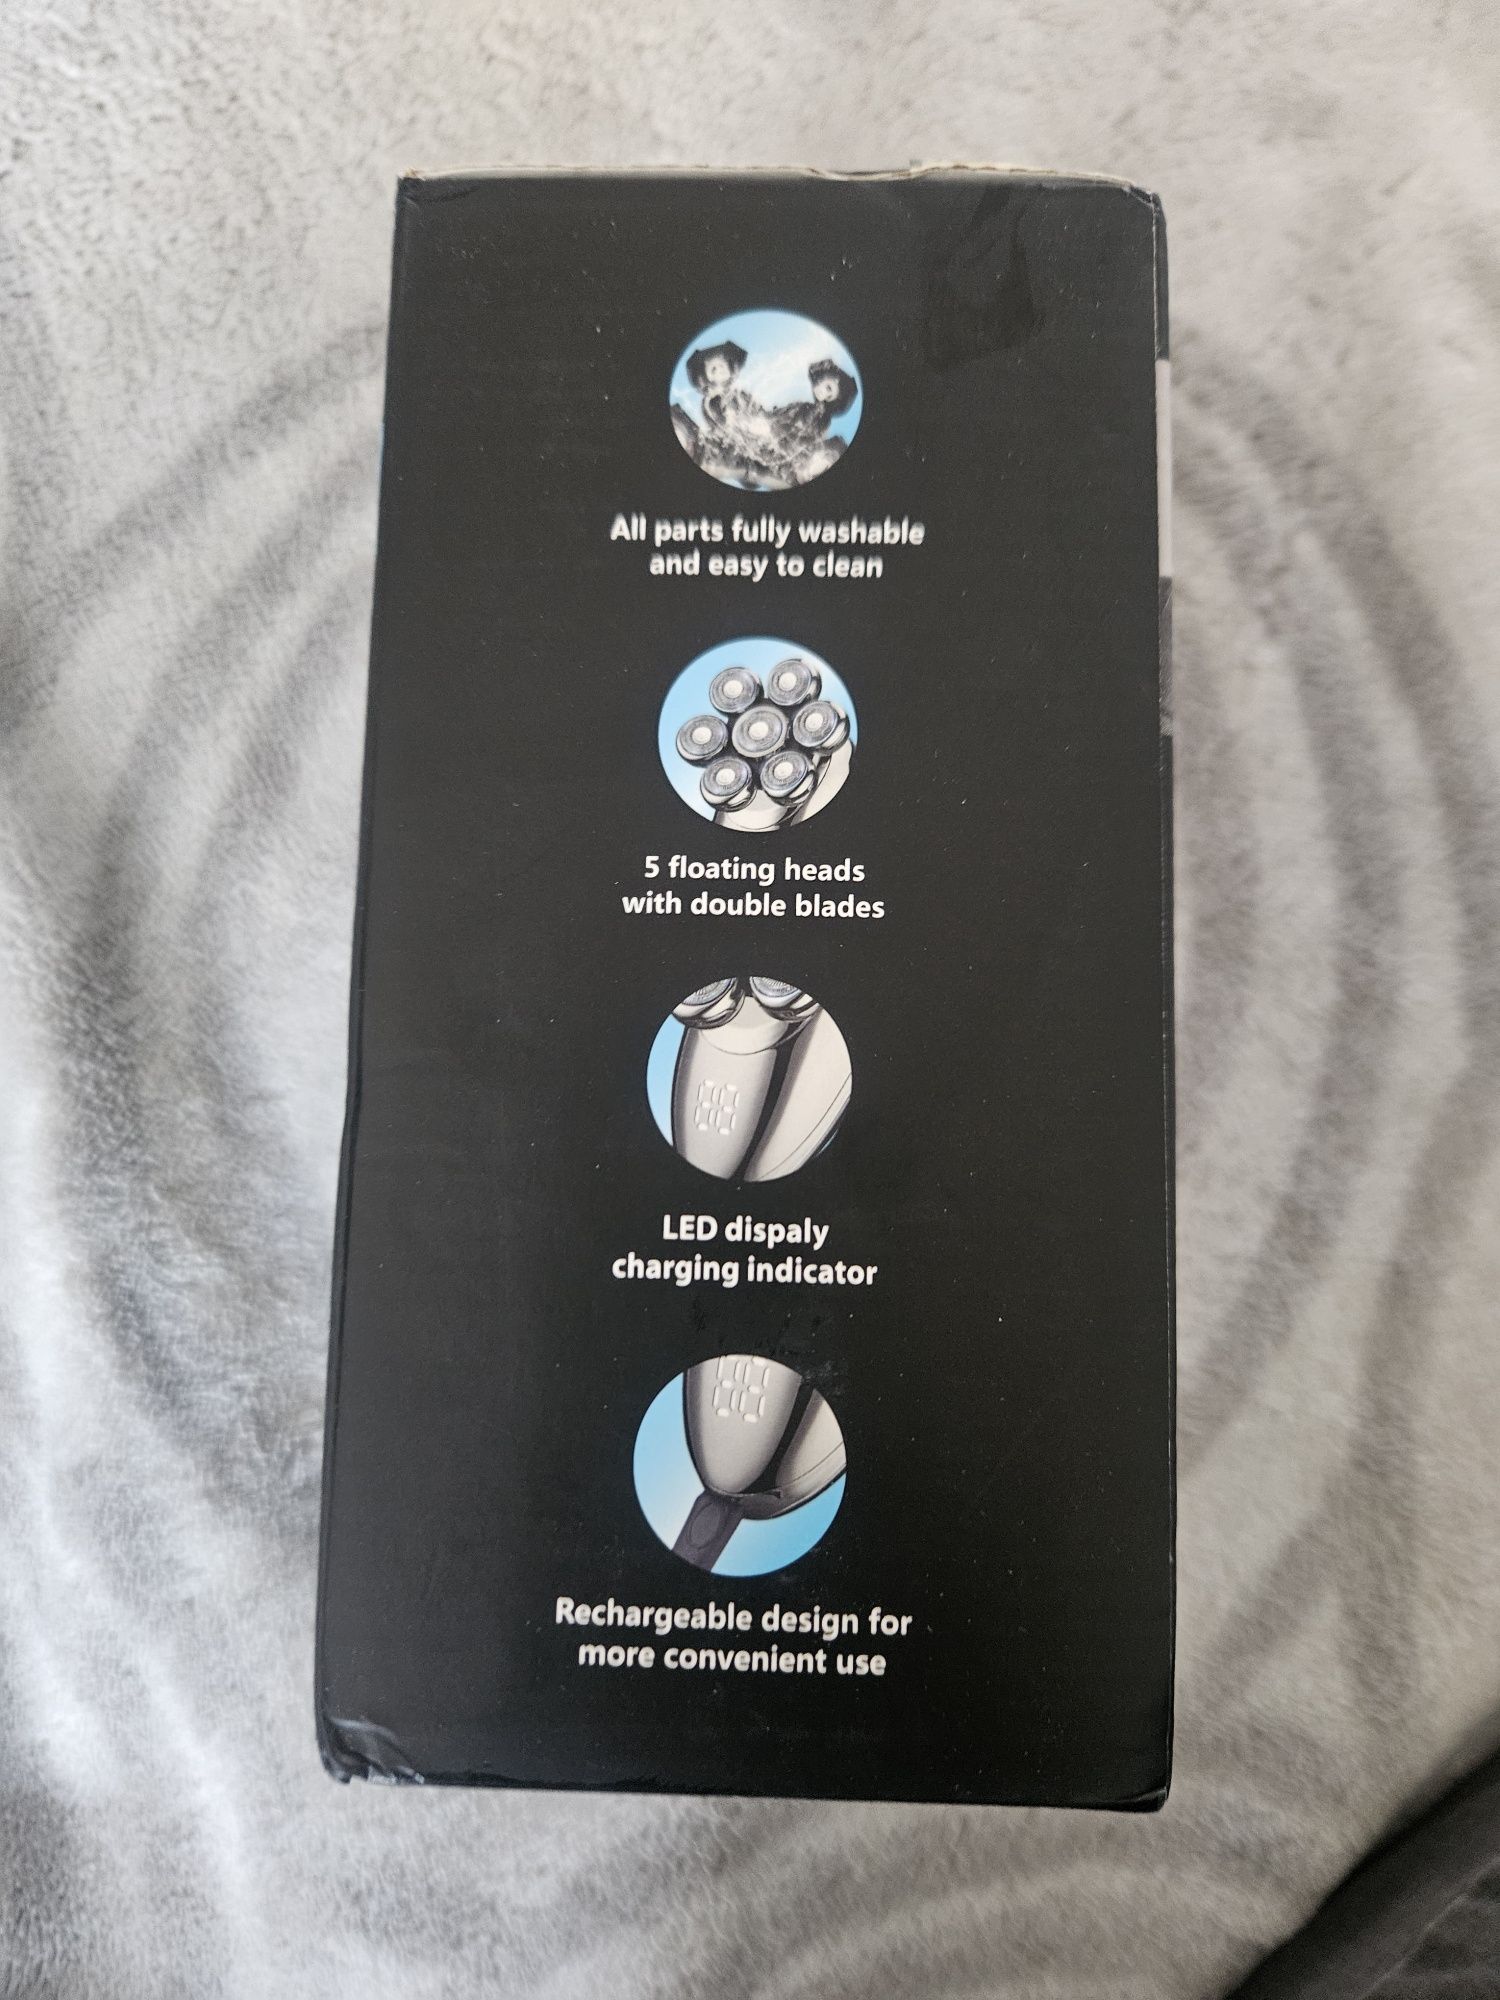 All parts fully washable
and easy to clean
5 floating heads
with double blades
LED dispaly
charging indicator
Rechargeable design for
more convenient use